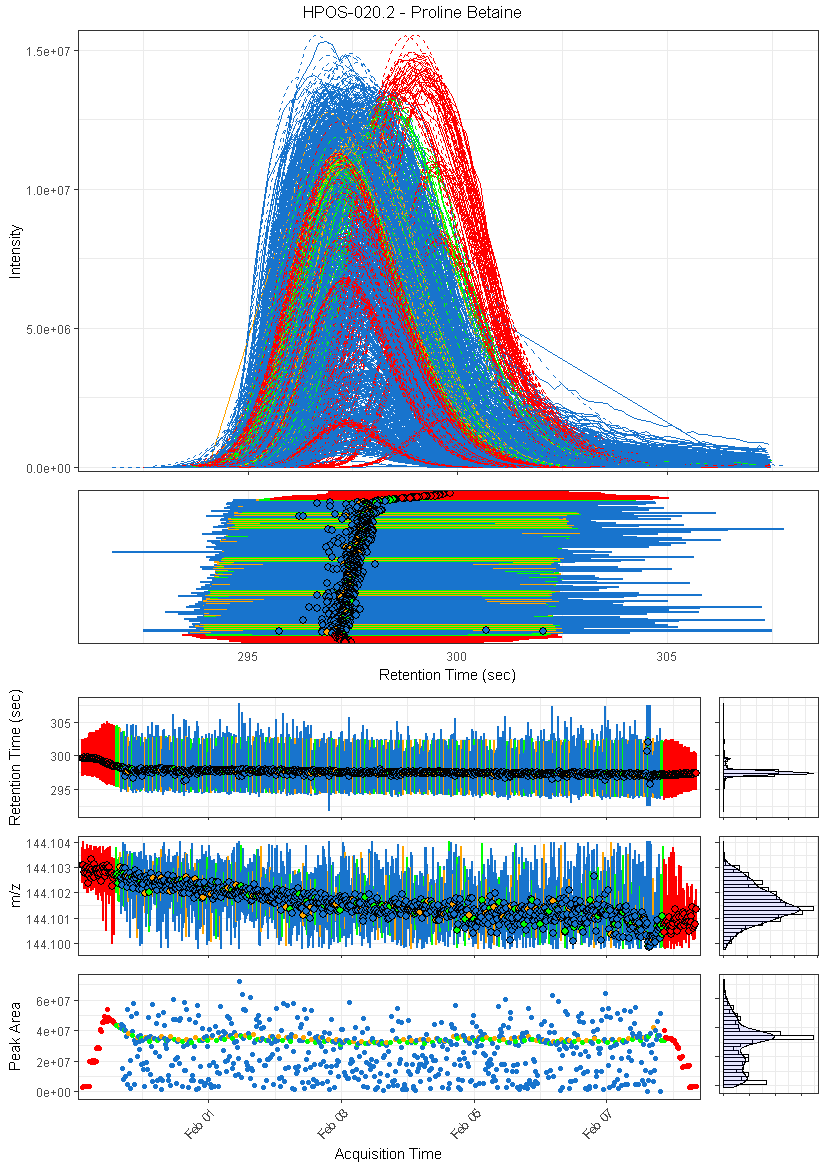 HPOS-020.2 - Proline Betaine
1.5e+07
1.0e+07
5.0e+06
0.0e+00
Intensity
295
300
305
Retention Time (sec)
Retention Time (sec)
305
300
295
m/z
144.104
144.103
144.102
144.101
144.100
Peak Area
6e+07
4e+07
2e+07
0e+00
Feb 01
Feb 03
Feb 05
Feb 07
Acquisition Time